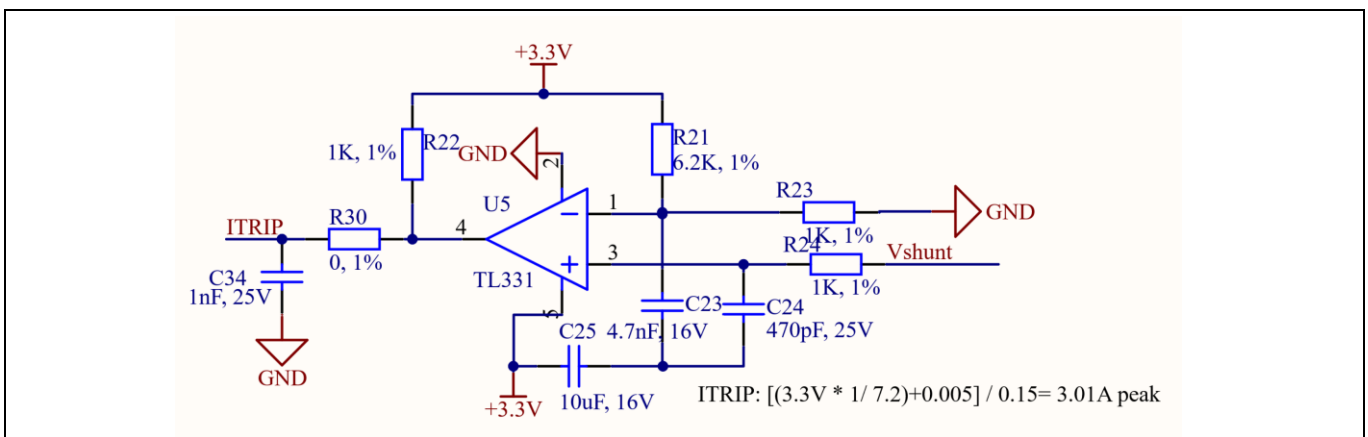 +3.3V
R22
1K, 1%
GND
2
R21
6.2K, 1%
U5
1
R23
1K, 1%
GND
ITRIP
R30
0, 1%
4
3
R24
1K, 1%
Vshunt
TL331
C34
1nF, 25V
GND
5
C25
10uF, 16V
C23
4.7nF, 16V
C24
470pF, 25V
+3.3V
ITRIP: [(3.3V * 1/ 7.2)+0.005] / 0.15= 3.01A peak